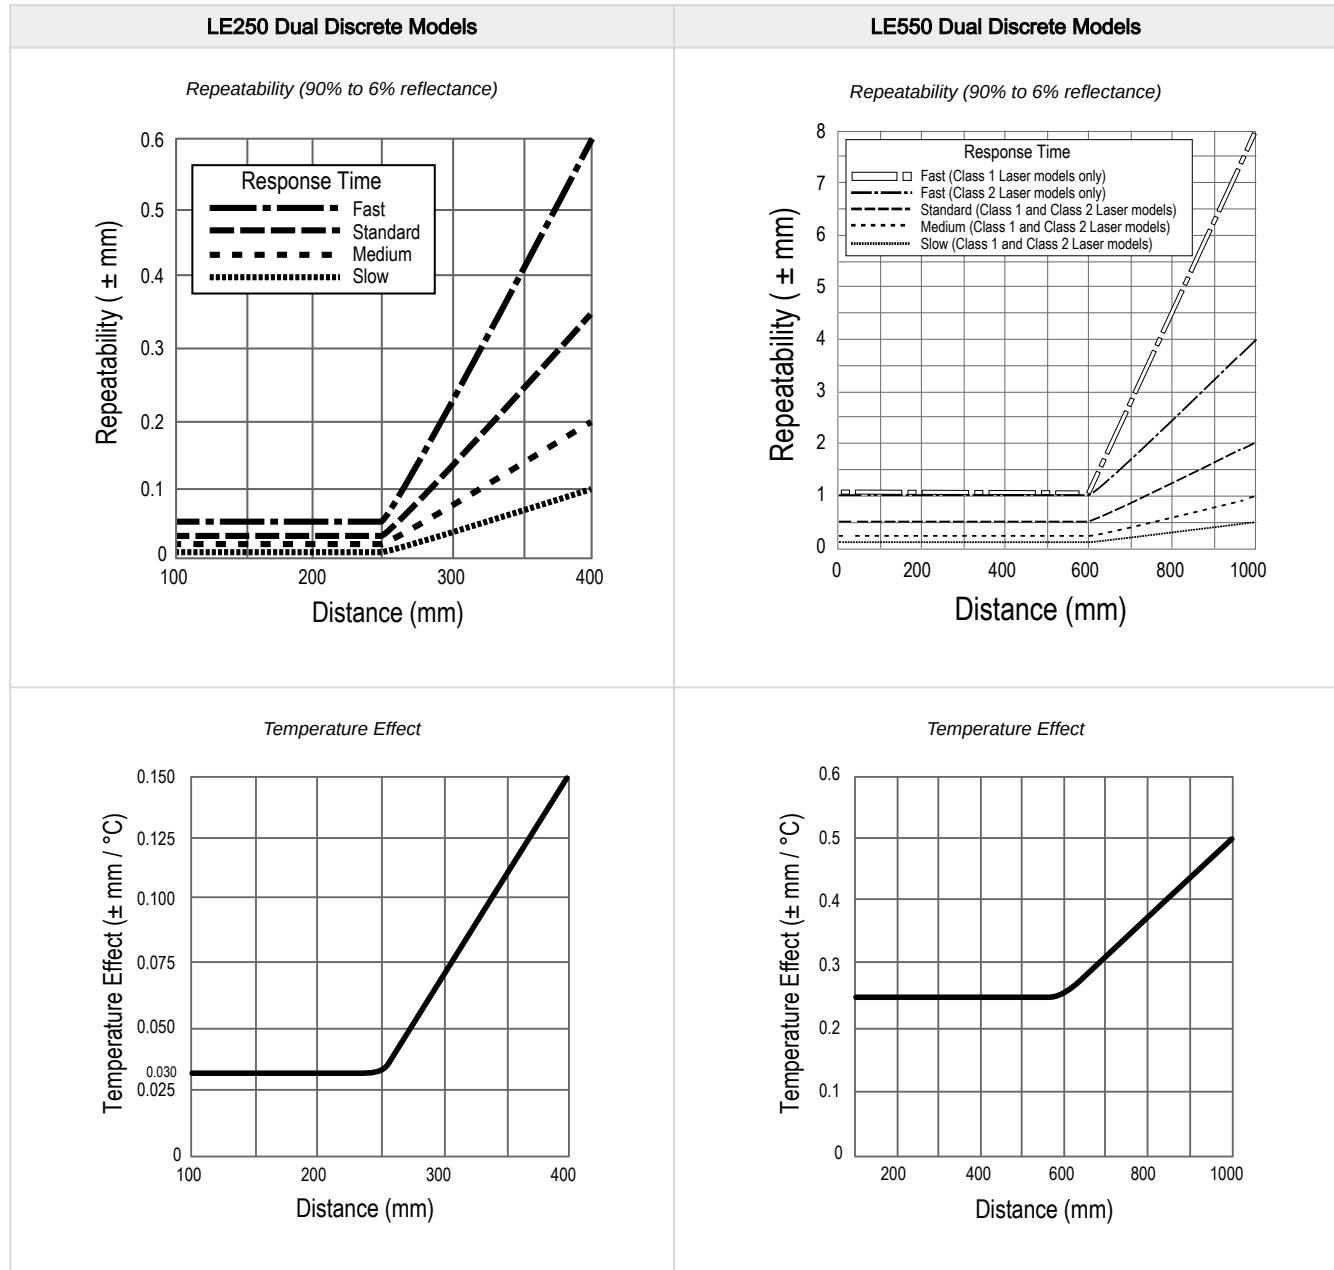 LE250 Dual Discrete Models
LE550 Dual Discrete Models
Repeatability (90% to 6% reflectance)
0.6
0.5
0.4
0.3
0.2
0.1
0
Repeatability ( ± mm)
Response Time
Fast
Standard
Medium
Slow
100
200
300
400
Distance (mm)
Repeatability (90% to 6% reflectance)
8
7
6
5
4
3
2
1
0
Repeatability ( ± mm)
Response Time
Fast (Class 1 Laser models only)
Fast (Class 2 Laser models only)
Standard (Class 1 and Class 2 Laser models)
Medium (Class 1 and Class 2 Laser models)
Slow (Class 1 and Class 2 Laser models)
0
200
400
600
800
1000
Distance (mm)
Temperature Effect
0.150
0.125
0.100
0.075
0.050
0.030
0.025
0
Temperature Effect (± mm / °C)
100
200
300
400
Distance (mm)
Temperature Effect
0.6
0.5
0.4
0.3
0.2
0.1
0
Temperature Effect (± mm / °C)
200
400
600
800
1000
Distance (mm)